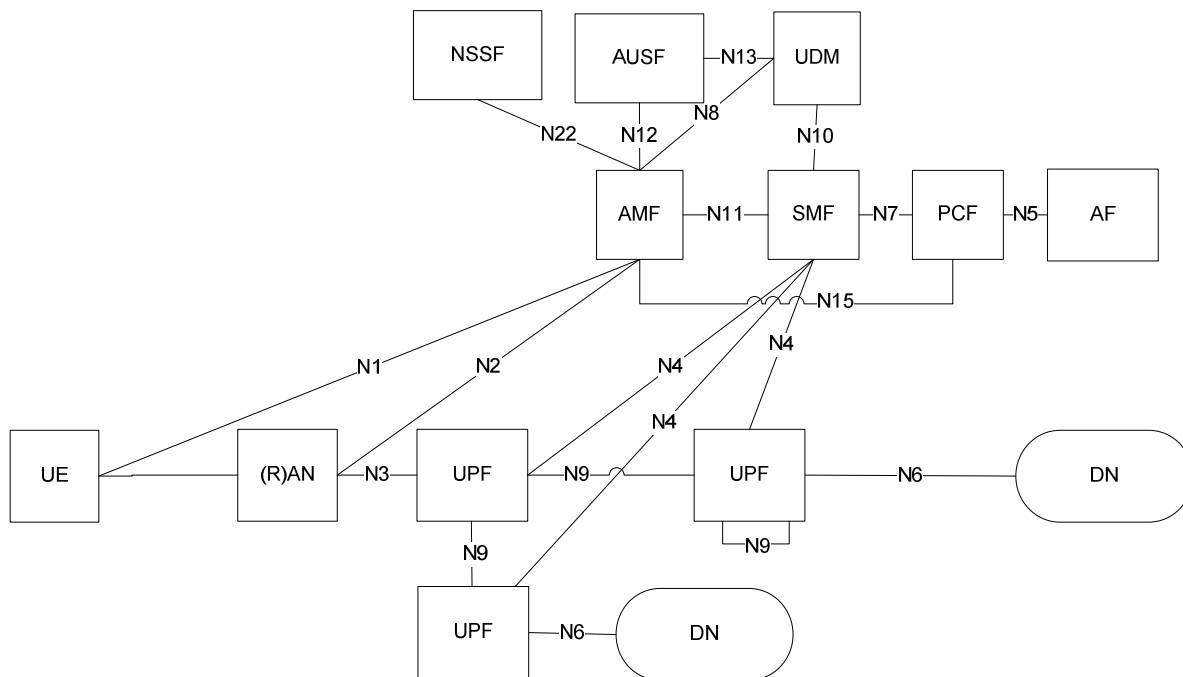 NSSF
AUSF
N13
UDM
N22
N12
N8
N10
AMF
N11
SMF
N7
PCF
N5
AF
N15
N1
N2
N4
N4
N4
UE
(R)AN
N3
UPF
N9
UPF
N6
DN
N9
N9
UPF
N6
DN